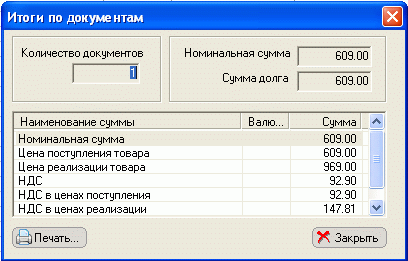 Итоги по документам
Количество документов
1
Номинальная сумма 609.00
Сумма долга 609.00
Наименование суммы Валю... Сумма
Номинальная сумма 609.00
Цена поступления товара 609.00
Цена реализации товара 969.00
НДС 92.90
НДС в ценах поступления 92.90
НДС в ценах реализации 147.81
Печать... Закрыть